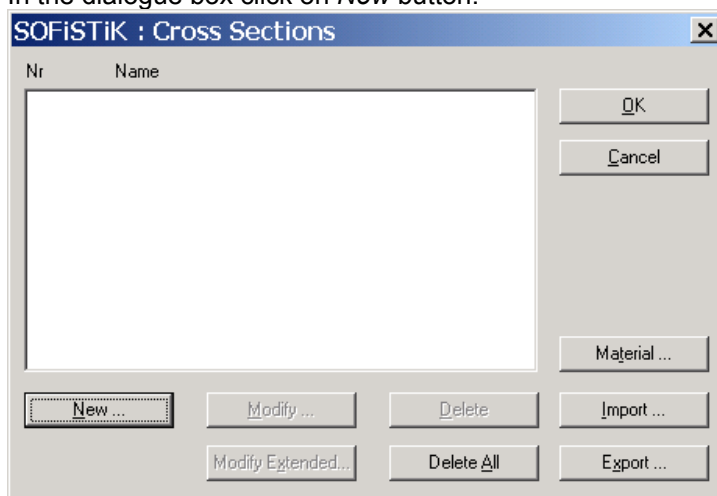 In the dialogue box click on New button.
SOFiSTiK : Cross Sections
Nr Name
OK
Cancel
Material ...
New ... Modify ... Delete Import ...
Modify Extended... Delete All Export ...